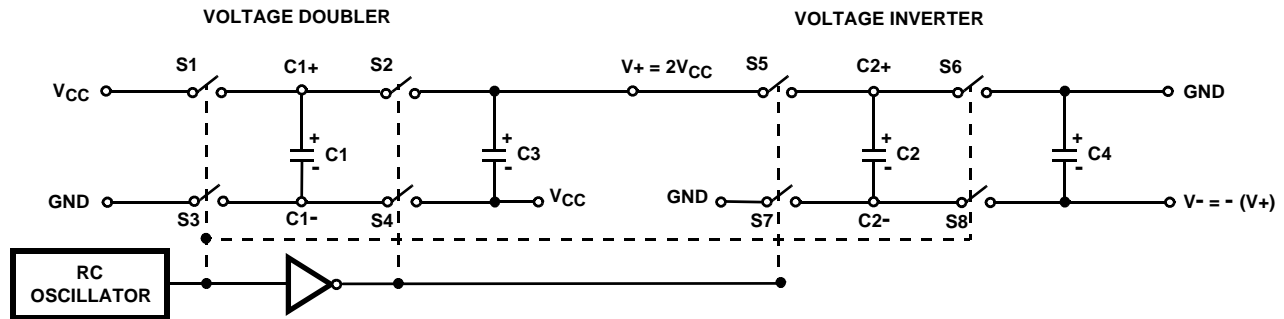 VOLTAGE DOUBLER
VOLTAGE INVERTER
S1 C1+ S2 V+ = 2VCC S5 C2+ S6
VCC GND
+ + + +
C1 C3 C2 C4
- - - -
GND VCC GND V- = - (V+)
S3 C1- S4 S7 C2- S8
RC
OSCILLATOR